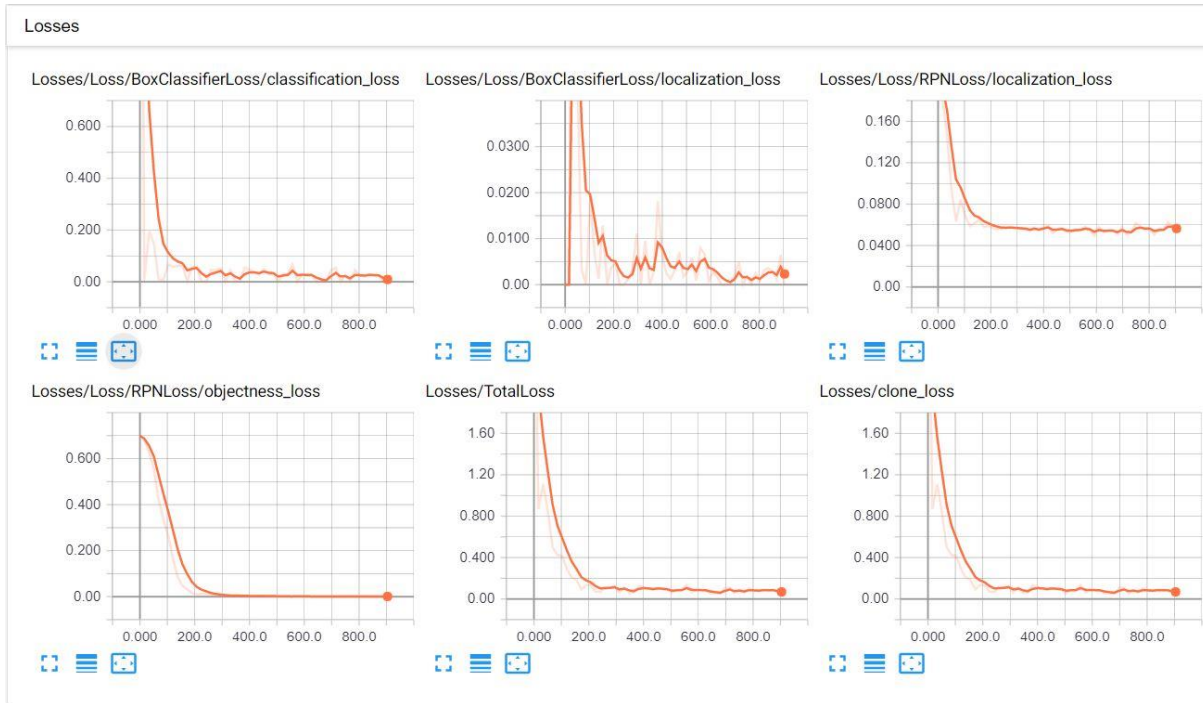 Losses
Losses/Loss/BoxClassifierLoss/classification_loss
0.600
0.400
0.200
0.00
0.000 200.0 400.0 600.0 800.0
Losses/Loss/BoxClassifierLoss/localization_loss
0.0300
0.0200
0.0100
0.00
0.000 200.0 400.0 600.0 800.0
Losses/Loss/RPNLoss/localization_loss
0.160
0.120
0.0800
0.0400
0.00
0.000 200.0 400.0 600.0 800.0
Losses/Loss/RPNLoss/objectness_loss
0.600
0.400
0.200
0.00
0.000 200.0 400.0 600.0 800.0
Losses/TotalLoss
1.60
1.20
0.800
0.400
0.00
0.000 200.0 400.0 600.0 800.0
Losses/clone_loss
1.60
1.20
0.800
0.400
0.00
0.000 200.0 400.0 600.0 800.0